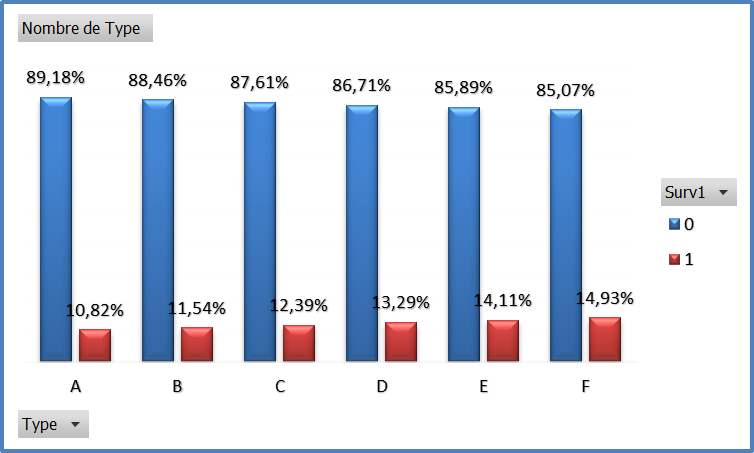 Nombre de Type
89,18%
88,46%
87,61%
86,71%
85,89%
85,07%
10,82%
11,54%
12,39%
13,29%
14,11%
14,93%
A
B
C
D
E
F
Surv1
0
1
Type